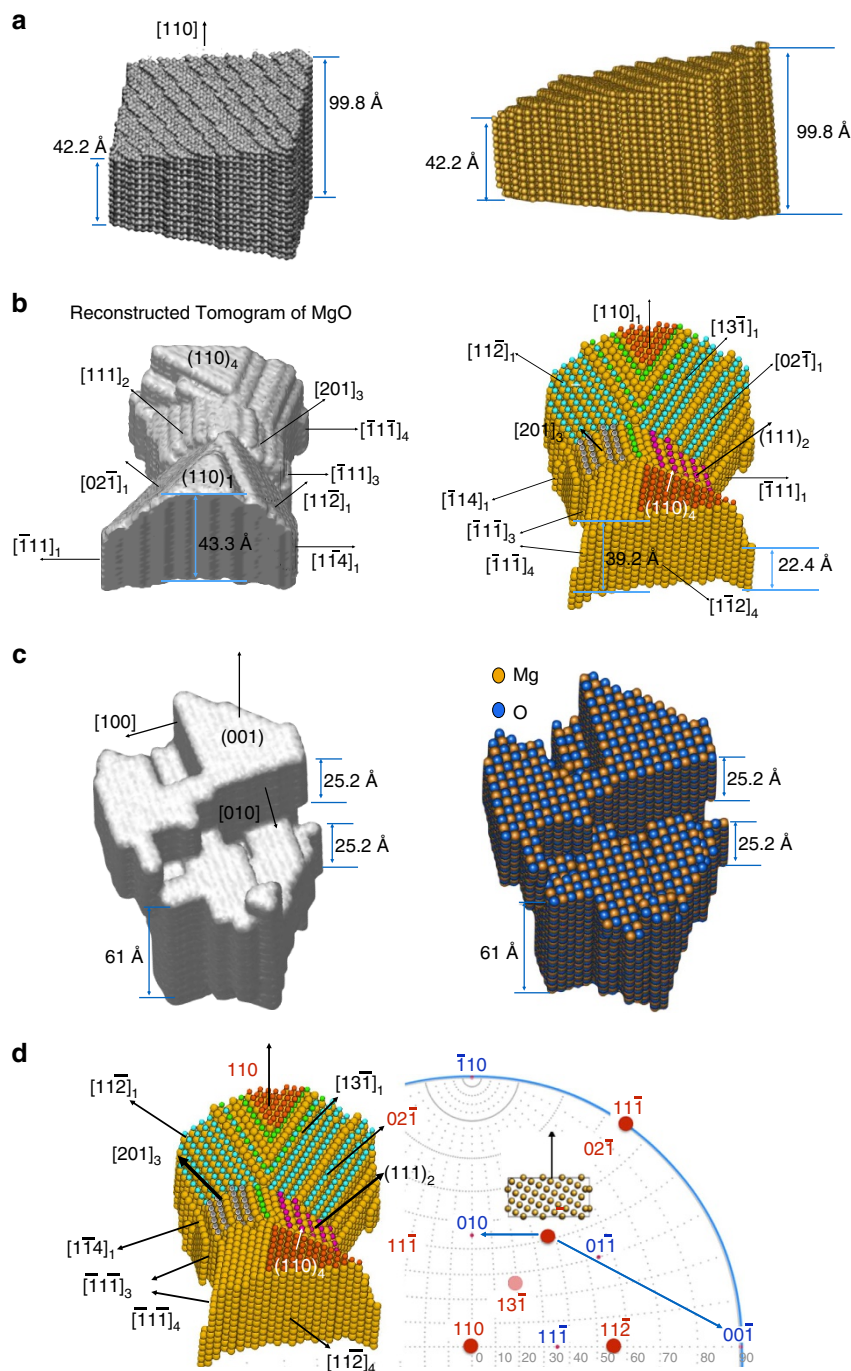 a
[110]
42.2 Å
99.8 Å
42.2 Å
99.8 Å
b
Reconstructed Tomogram of MgO
(110)₄
[111]₂
[201]₃
[1̄11̄]₄
[021̄]₁
(110)₁
[1̄11]₃
[112̄]₁
43.3 Å
[1̄11]₁
[11̄4]₁
[110]₁
[131̄]₁
[112̄]₁
[021̄]₁
[201]₃
(111)₂
[1̄14]₁
[1̄11]₁
(110)₄
[1̄11̄]₃
[1̄11̄]₄
39.2 Å
22.4 Å
[11̄2]₄
c
[100]
(001)
25.2 Å
[010]
25.2 Å
61 Å
Mg
O
25.2 Å
25.2 Å
61 Å
d
110
[112̄]₁
[131̄]₁
021̄
[201]₃
(111)₂
[11̄4]₁
(110)₄
[1̄11̄]₃
[1̄11̄]₄
[112̄]₄
1̄10
111̄
021̄
010
111̄
011̄
131̄
110
111̄
112̄
001̄
0 10 20 30 40 50 60 70 80 90